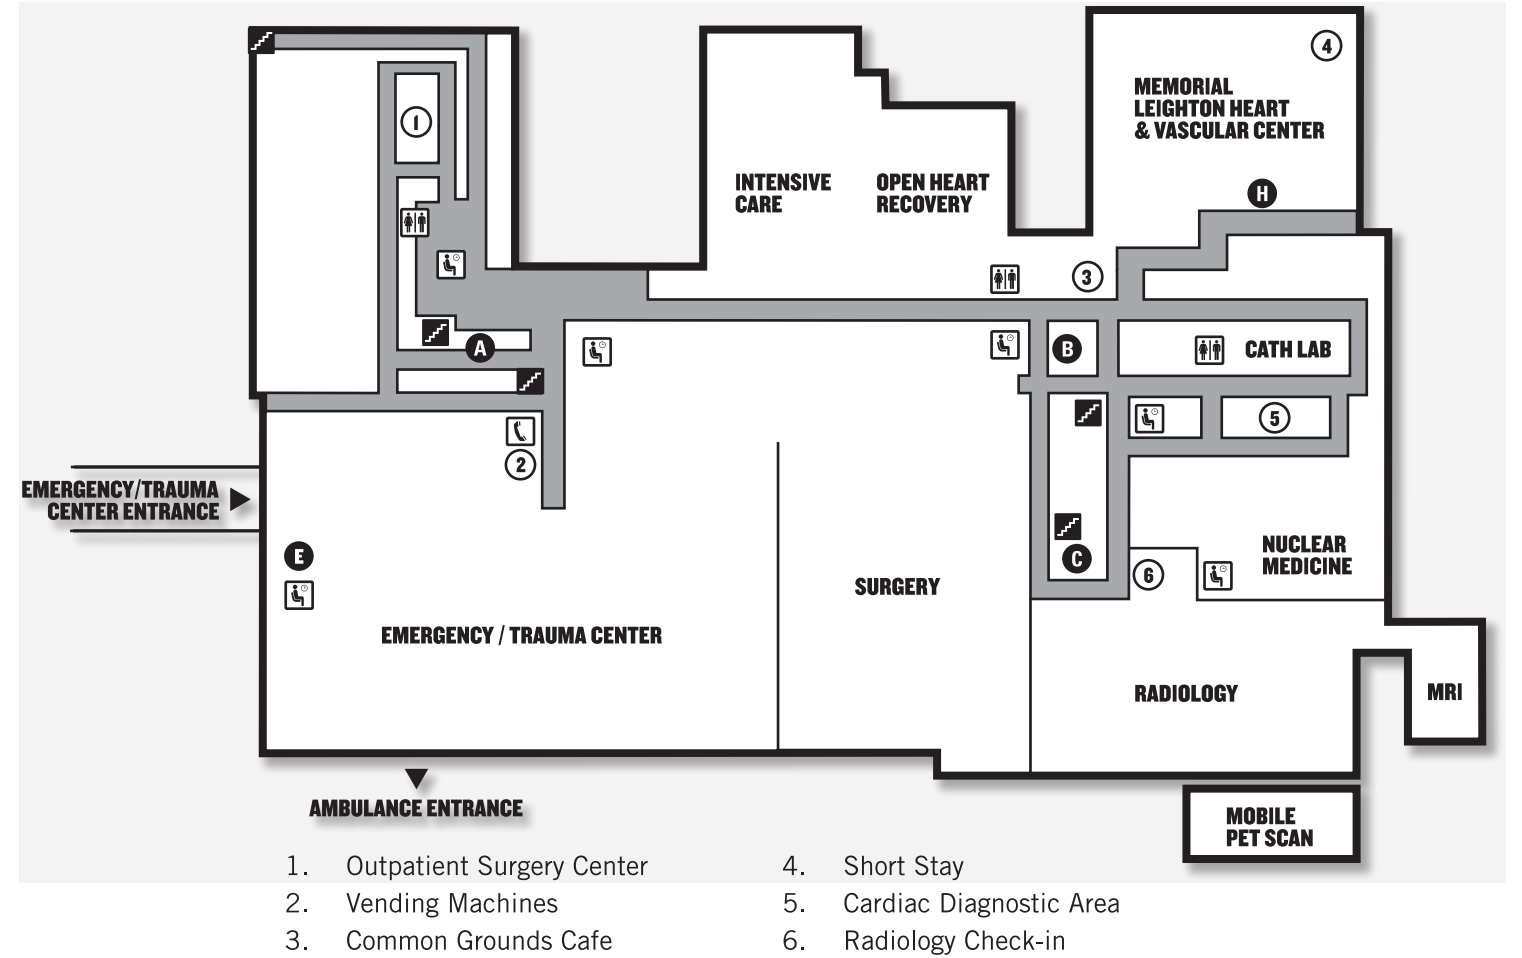 4
MEMORIAL
LEIGHTON HEART
& VASCULAR CENTER
1
INTENSIVE
CARE
OPEN HEART
RECOVERY
H
3
A
B
CATH LAB
5
2
EMERGENCY/TRAUMA
CENTER ENTRANCE
E
C
6
NUCLEAR
MEDICINE
SURGERY
EMERGENCY / TRAUMA CENTER
RADIOLOGY
MRI
AMBULANCE ENTRANCE
MOBILE
PET SCAN
1. Outpatient Surgery Center
2. Vending Machines
3. Common Grounds Cafe
4. Short Stay
5. Cardiac Diagnostic Area
6. Radiology Check-in